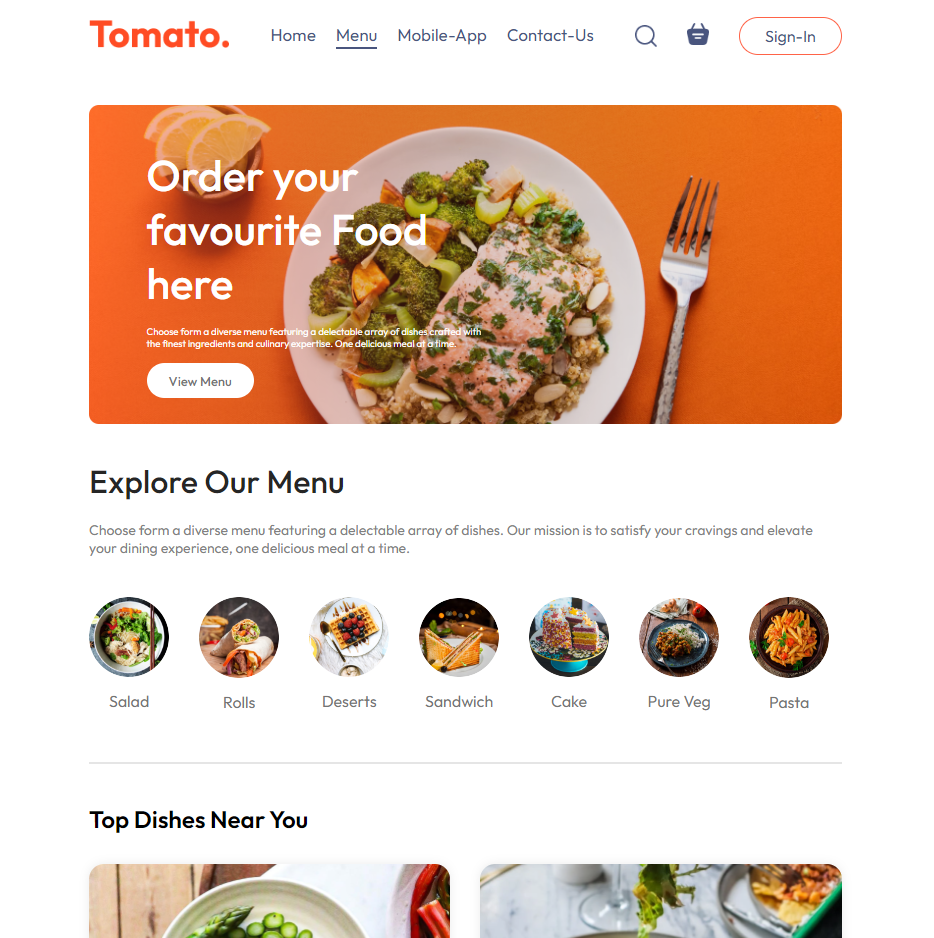 Tomato.
Home Menu Mobile-App Contact-Us Sign-In
Order your
favourite Food
here
Choose form a diverse menu featuring a delectable array of dishes crafted with
the finest ingredients and culinary expertise. One delicious meal at a time.
View Menu
Explore Our Menu
Choose form a diverse menu featuring a delectable array of dishes. Our mission is to satisfy your cravings and elevate
your dining experience, one delicious meal at a time.
Salad Rolls Deserts Sandwich Cake Pure Veg Pasta
Top Dishes Near You